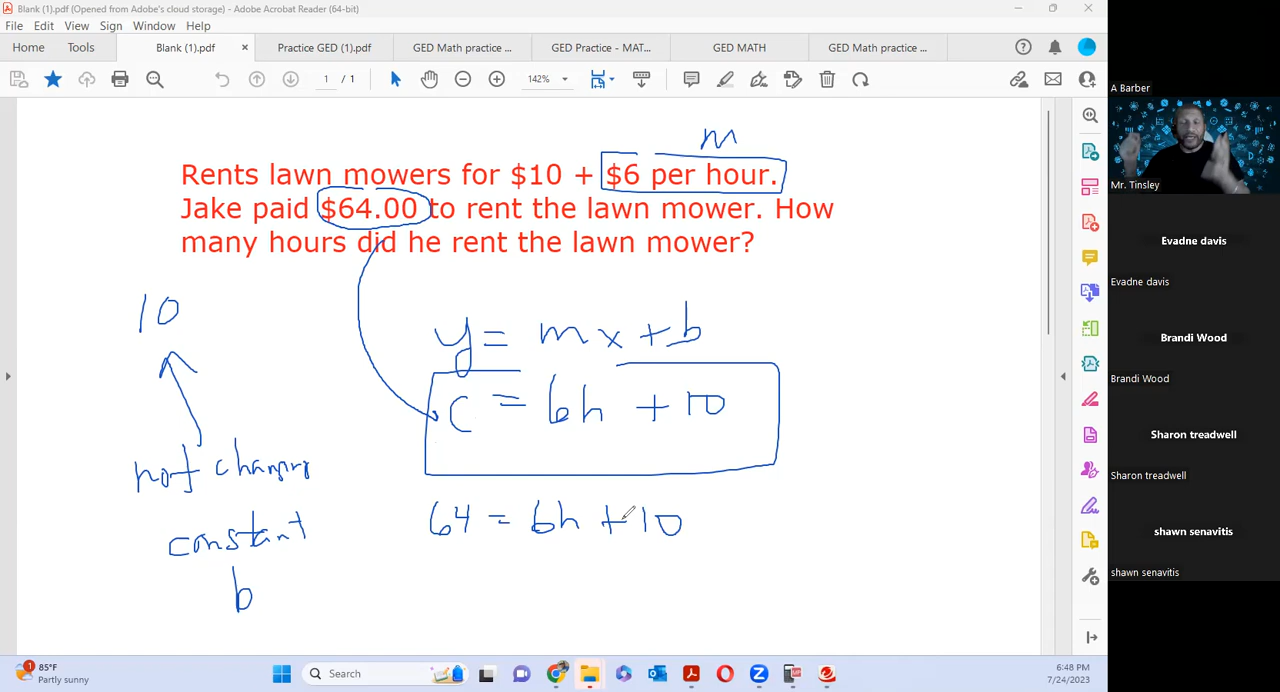 Blank (1).pdf (Opened from Adobe's cloud storage) - Adobe Acrobat Reader (64-bit)
File Edit View Sign Window Help
Home Tools Blank (1).pdf × Practice GED (1).pdf GED Math practice ... GED Practice - MAT... GED MATH GED Math practice ...
1 / 1 142%
A Barber
m
Rents lawn mowers for $10 + $6 per hour.
Jake paid $64.00 to rent the lawn mower. How
many hours did he rent the lawn mower?
Mr. Tinsley
Evadne davis
Evadne davis
10
y = mx + b
Brandi Wood
Brandi Wood
c = 6h + 10
Sharon treadwell
Sharon treadwell
not changing
64 = 6h + 10
constant
b
shawn senavitis
shawn senavitis
1
85°F
Partly sunny
Search
6:48 PM
7/24/2023